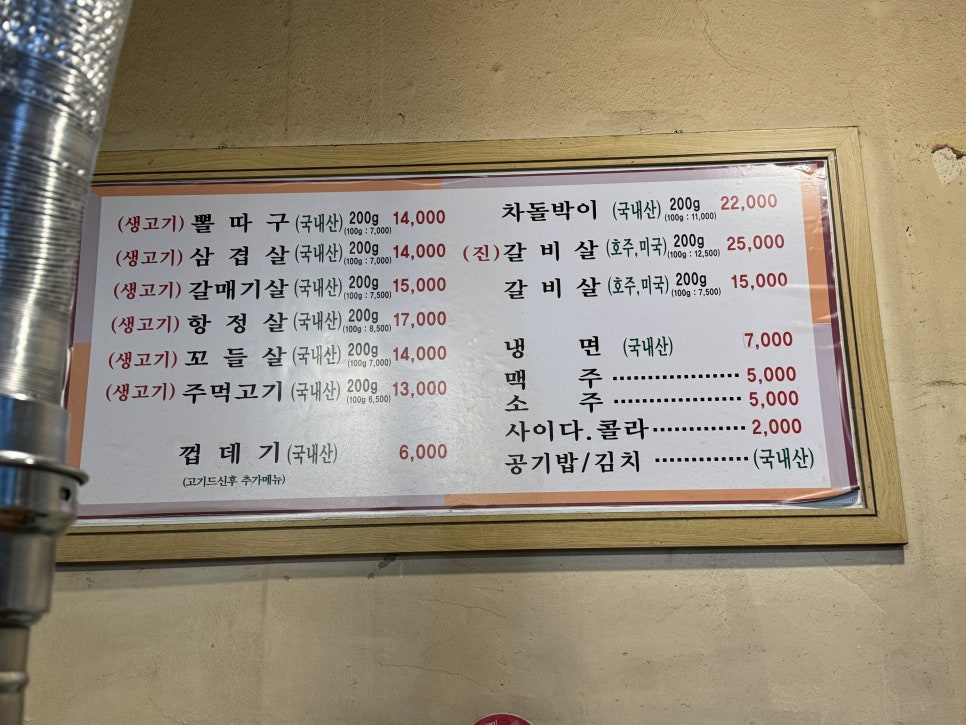 (생고기) 뽈 따 구 (국내산) 200g (100g : 7,000) 14,000
(생고기) 삼 겹 살 (국내산) 200g (100g : 7,000) 14,000
(생고기) 갈매기살 (국내산) 200g (100g : 7,500) 15,000
(생고기) 항 정 살 (국내산) 200g (100g : 8,500) 17,000
(생고기) 꼬 들 살 (국내산) 200g (100g 7,000) 14,000
(생고기) 주먹고기 (국내산) 200g (100g 6,500) 13,000
껍 데 기 (국내산) 6,000
(고기드신후 추가메뉴)
차돌박이 (국내산) 200g (100g : 11,000) 22,000
(진) 갈 비 살 (호주,미국) 200g (100g : 12,500) 25,000
갈 비 살 (호주,미국) 200g (100g : 7,500) 15,000
냉 면 (국내산) 7,000
맥 주 ·················· 5,000
소 주 ·················· 5,000
사이다.콜라 ·············· 2,000
공기밥/김치 ·············· (국내산)